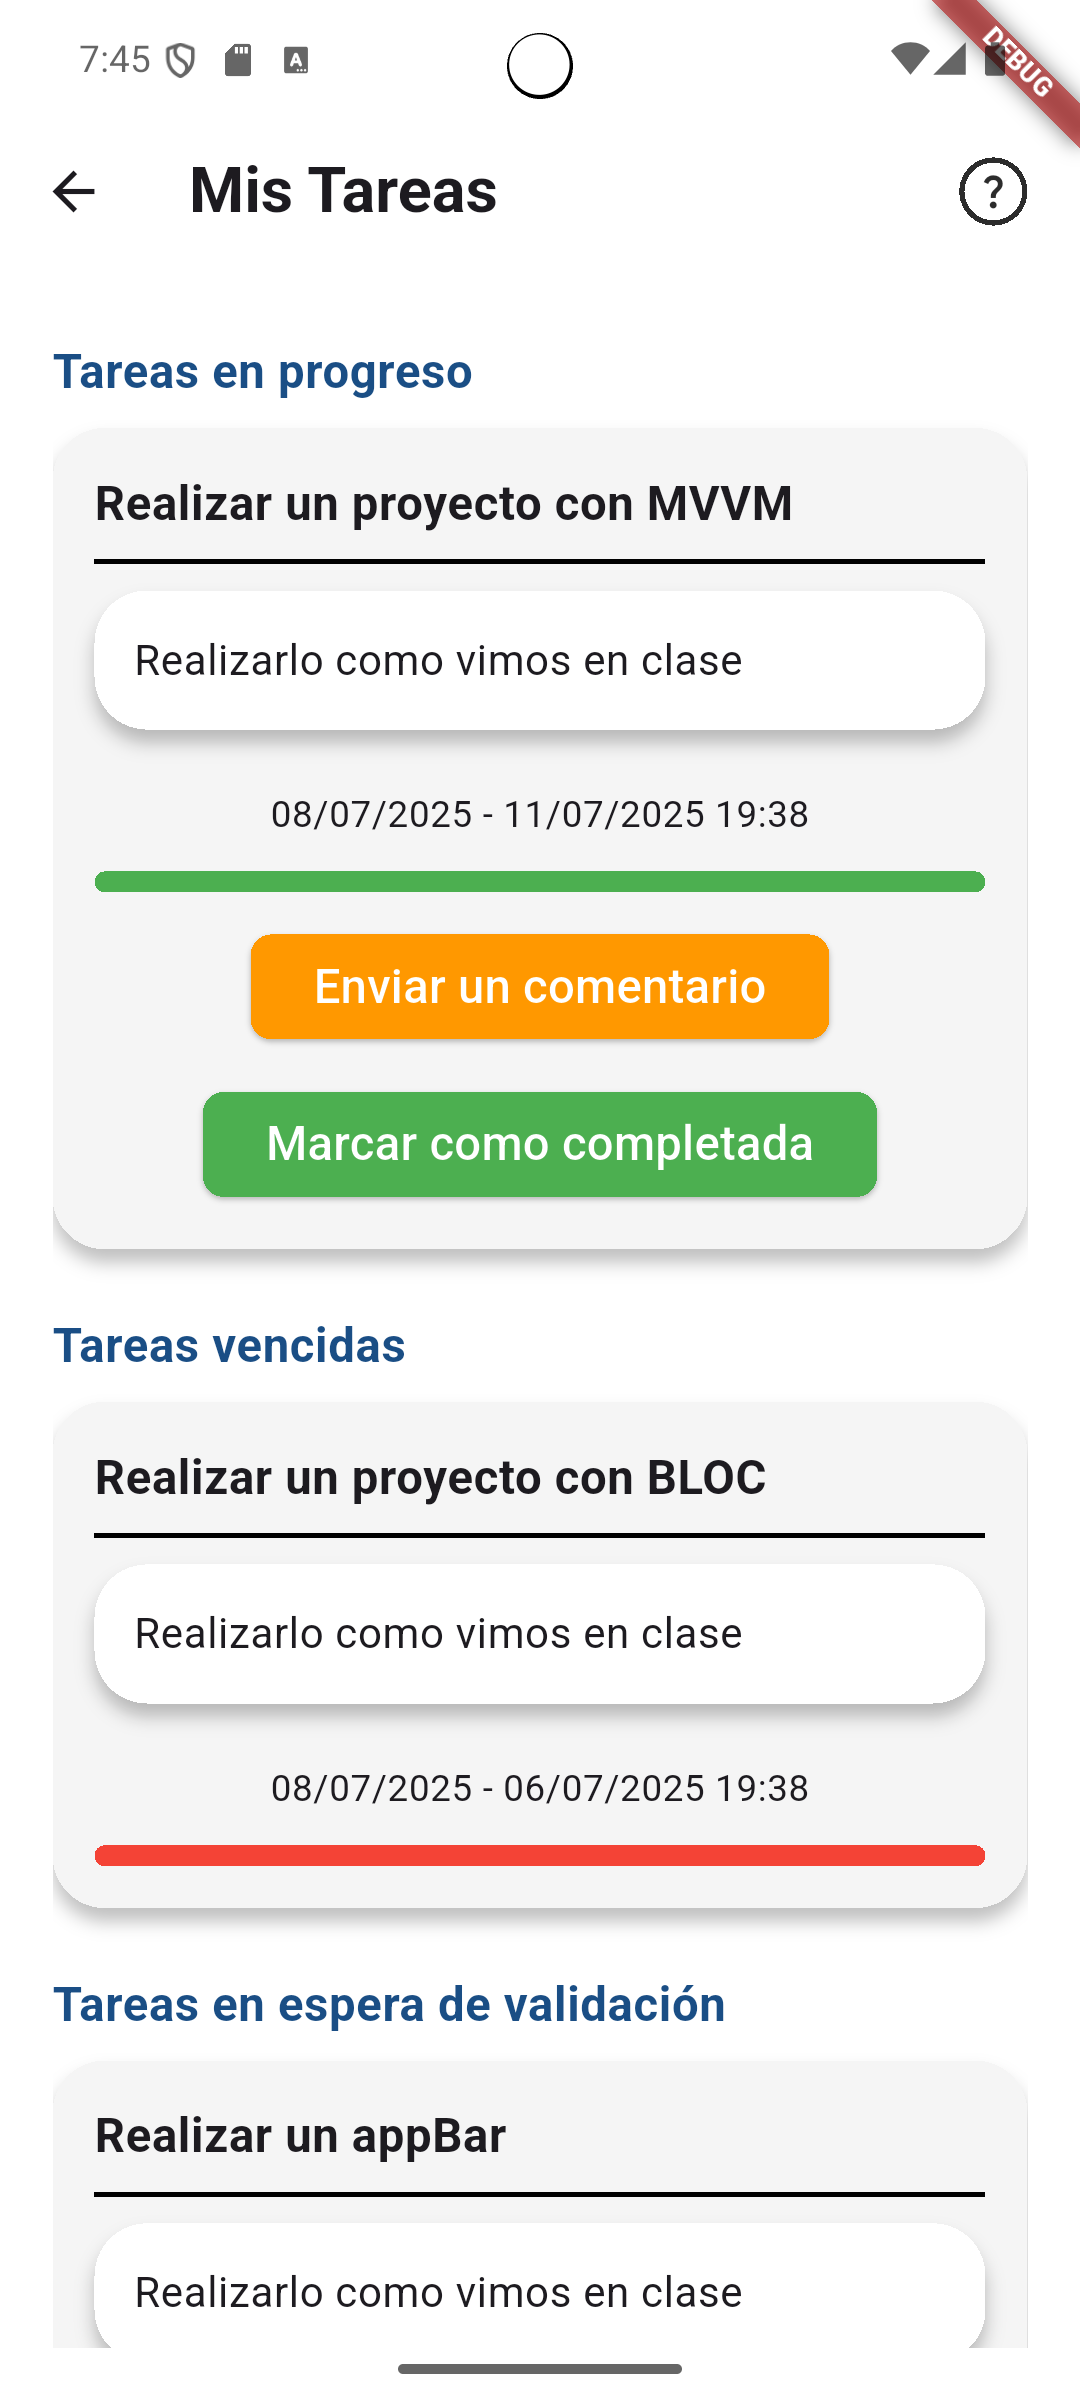 7:45
DEBUG
Mis Tareas
?
Tareas en progreso
Realizar un proyecto con MVVM
Realizarlo como vimos en clase
08/07/2025 - 11/07/2025 19:38
Enviar un comentario
Marcar como completada
Tareas vencidas
Realizar un proyecto con BLOC
Realizarlo como vimos en clase
08/07/2025 - 06/07/2025 19:38
Tareas en espera de validación
Realizar un appBar
Realizarlo como vimos en clase